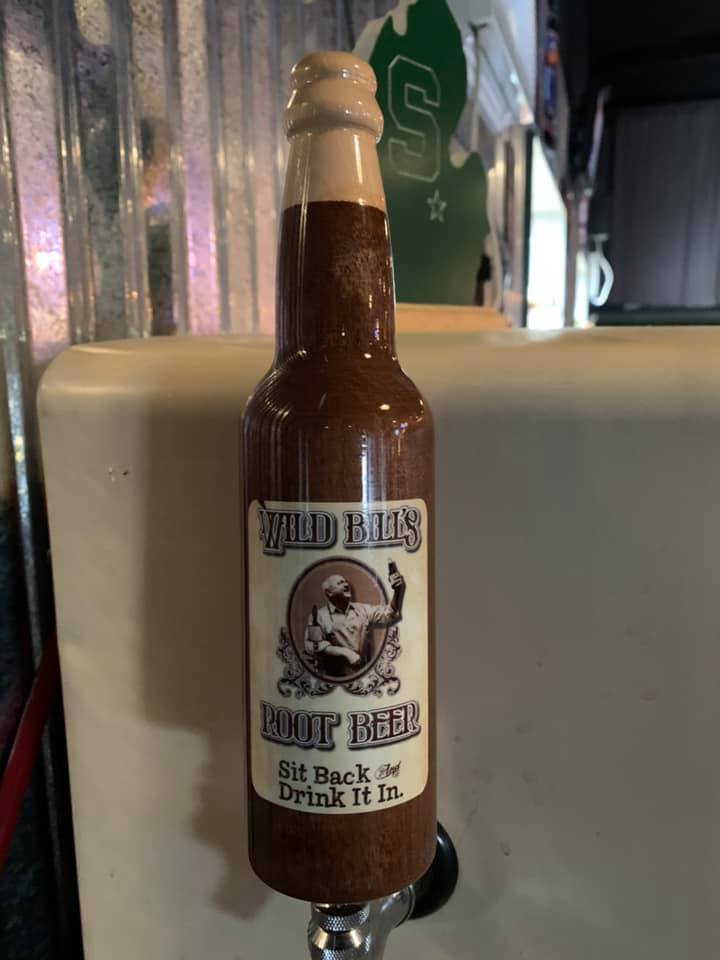 S
WILD BILL'S
ROOT BEER
Sit Back And
Drink It In.